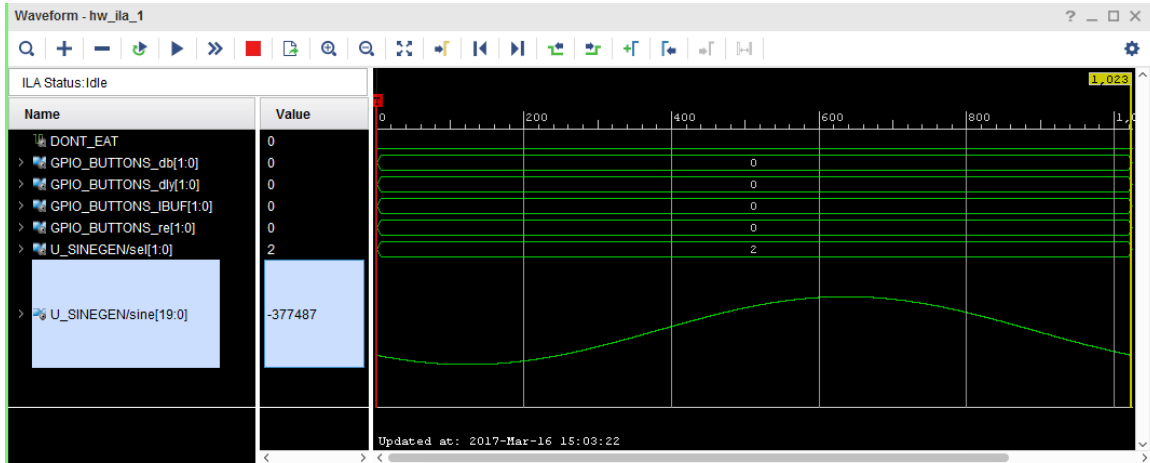 Waveform - hw_ila_1
ILA Status:Idle
1,023
Name Value
0 200 400 600 800 1,0
DONT_EAT 0
GPIO_BUTTONS_db[1:0] 0 0
GPIO_BUTTONS_dly[1:0] 0 0
GPIO_BUTTONS_IBUF[1:0] 0 0
GPIO_BUTTONS_re[1:0] 0 0
U_SINEGEN/sel[1:0] 2 2
U_SINEGEN/sine[19:0] -377487
Updated at: 2017-Mar-16 15:03:22